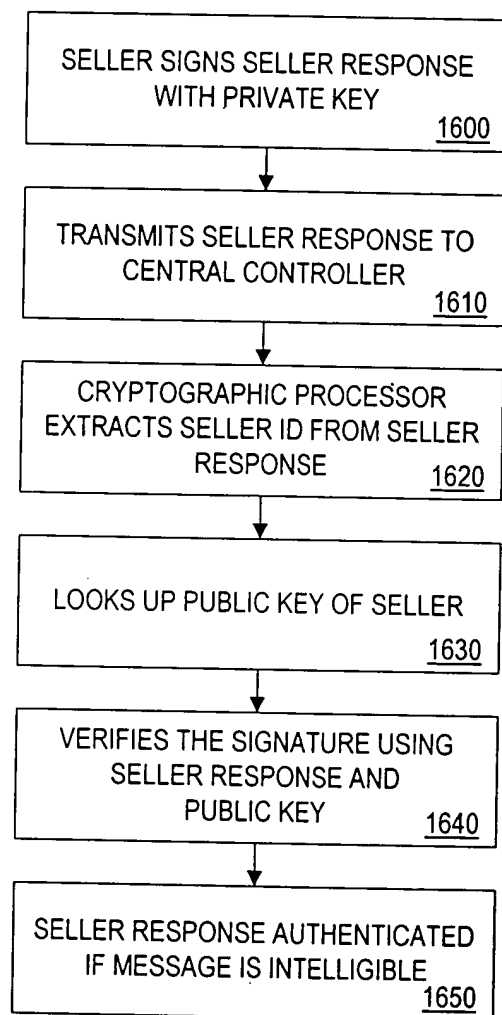 SELLER SIGNS SELLER RESPONSE
WITH PRIVATE KEY
1600
TRANSMITS SELLER RESPONSE TO
CENTRAL CONTROLLER
1610
CRYPTOGRAPHIC PROCESSOR
EXTRACTS SELLER ID FROM SELLER
RESPONSE
1620
LOOKS UP PUBLIC KEY OF SELLER
1630
VERIFIES THE SIGNATURE USING
SELLER RESPONSE AND
PUBLIC KEY
1640
SELLER RESPONSE AUTHENTICATED
IF MESSAGE IS INTELLIGIBLE
1650